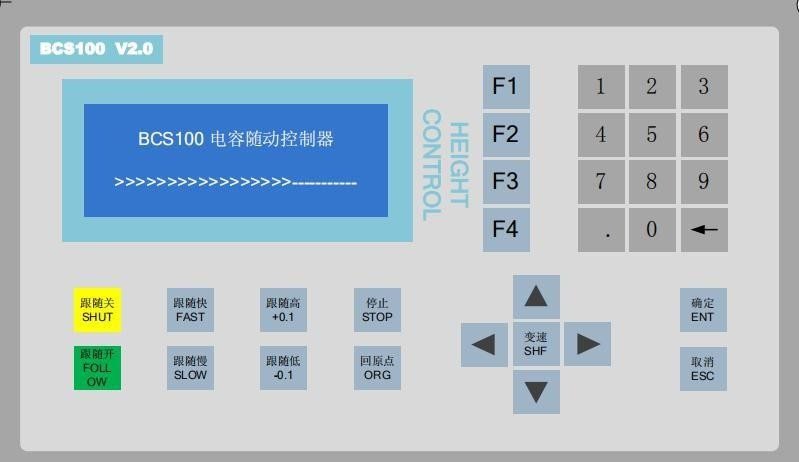 BCS100 V2.0
BCS100 电容随动控制器
>>>>>>>>>>>>>>>>>-----------
HEIGHT
CONTROL
F1
F2
F3
F4
1 2 3
4 5 6
7 8 9
. 0 ←
跟随关
SHUT
跟随快
FAST
跟随高
+0.1
停止
STOP
跟随开
FOLL
OW
跟随慢
SLOW
跟随低
-0.1
回原点
ORG
变速
SHF
确定
ENT
取消
ESC